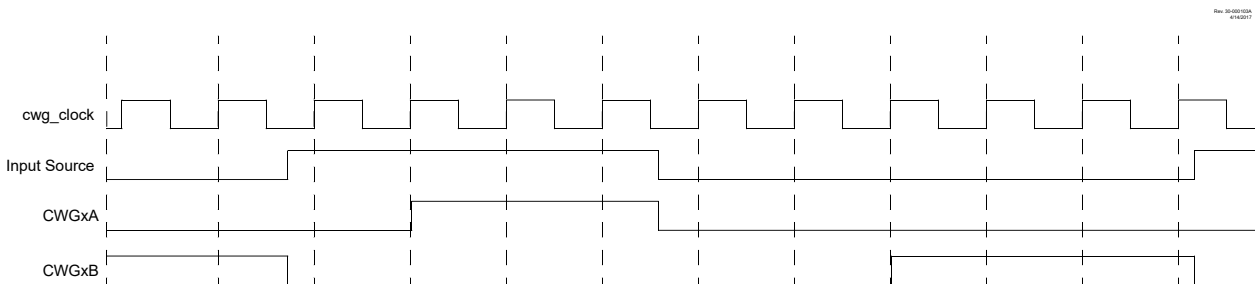 Rev. 30-000103A
4/14/2017
cwg_clock
Input Source
CWGxA
CWGxB